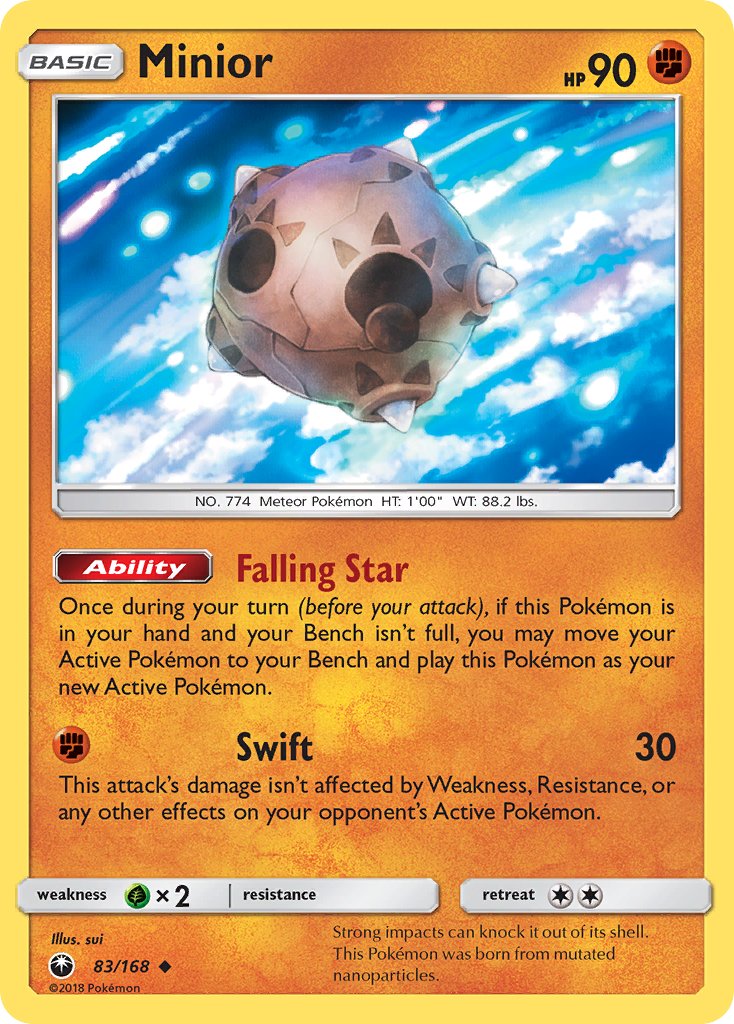 BASIC Minior HP 90
NO. 774 Meteor Pokémon HT: 1'00" WT: 88.2 lbs.
Ability Falling Star
Once during your turn (before your attack), if this Pokémon is
in your hand and your Bench isn't full, you may move your
Active Pokémon to your Bench and play this Pokémon as your
new Active Pokémon.
Swift 30
This attack's damage isn't affected by Weakness, Resistance, or
any other effects on your opponent's Active Pokémon.
weakness × 2 resistance retreat
Illus. sui
83/168
©2018 Pokémon
Strong impacts can knock it out of its shell.
This Pokémon was born from mutated
nanoparticles.